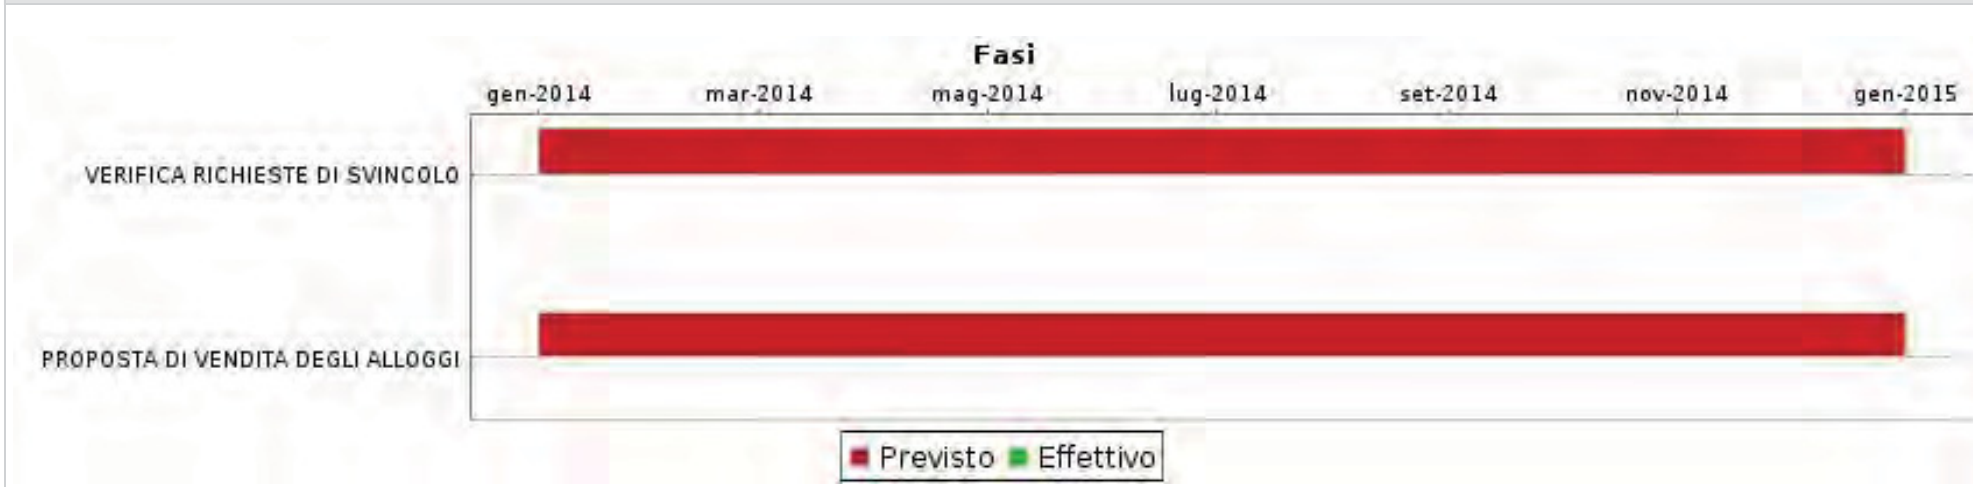 Fasi
gen-2014 mar-2014 mag-2014 lug-2014 set-2014 nov-2014 gen-2015
VERIFICA RICHIESTE DI SVINCOLO
PROPOSTA DI VENDITA DEGLI ALLOGGI
Previsto Effettivo